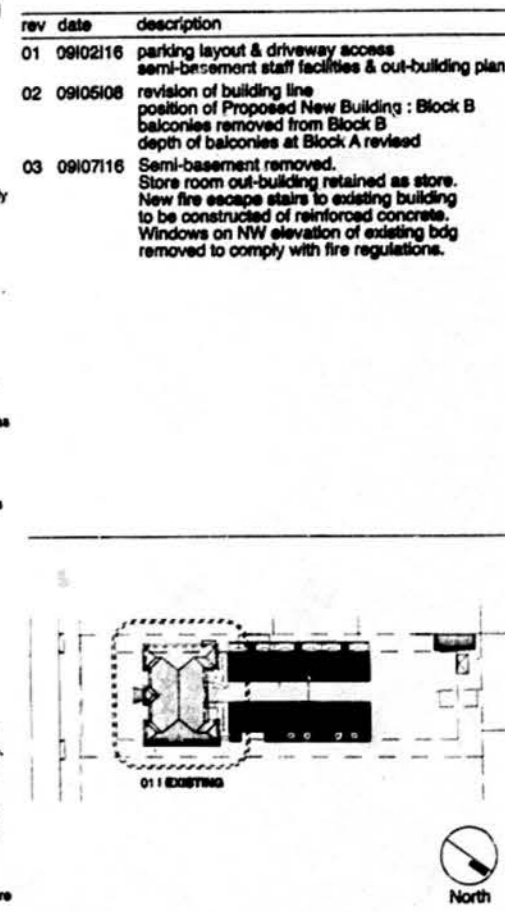 rev date description
01 09|02|16 parking layout & driveway access
semi-basement staff facilities & out-building plan
02 09|05|08 revision of building line
position of Proposed New Building : Block B
balconies removed from Block B
depth of balconies at Block A revised
03 09|07|16 Semi-basement removed.
Store room out-building retained as store.
New fire escape stairs to existing building
to be constructed of reinforced concrete.
Windows on NW elevation of existing bdg
removed to comply with fire regulations.
01 | EXISTING
North